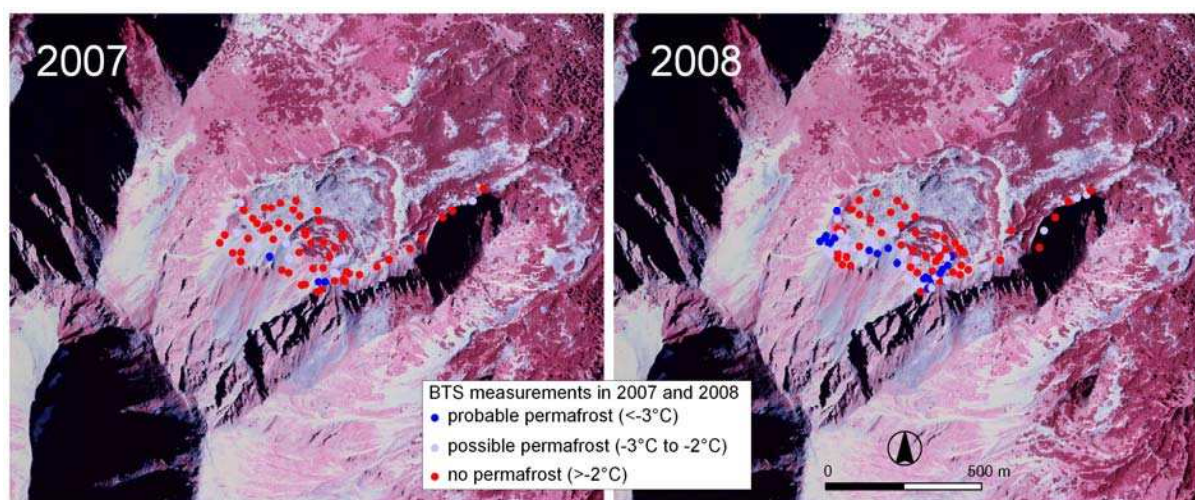 2007
2008
BTS measurements in 2007 and 2008
probable permafrost (<-3°C)
possible permafrost (-3°C to -2°C)
no permafrost (>-2°C)
0 500 m